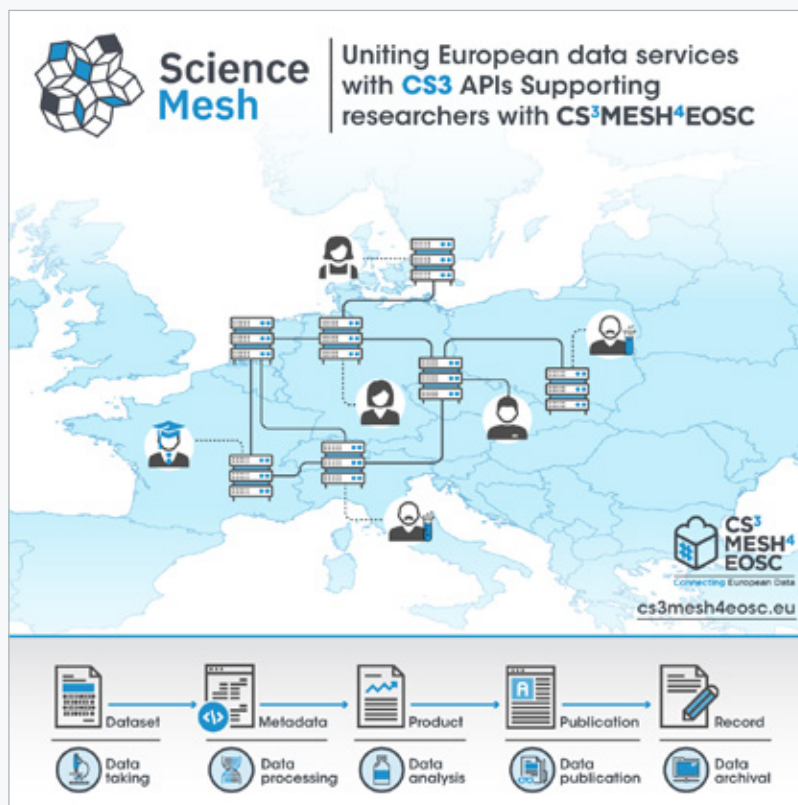 Science
Mesh
Uniting European data services
with CS3 APIs Supporting
researchers with CS³MESH⁴EOSC
CS³
MESH⁴
EOSC
Connecting European Data
cs3mesh4eosc.eu
Dataset
Metadata
Product
Publication
Record
Data
taking
Data
processing
Data
analysis
Data
publication
Data
archival